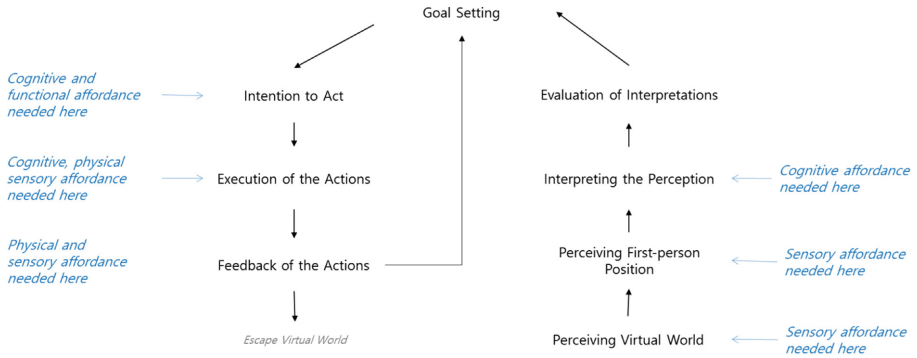 Goal Setting
Cognitive and
functional affordance
needed here
Intention to Act
Evaluation of Interpretations
Cognitive, physical
sensory affordance
needed here
Execution of the Actions
Interpreting the Perception
Cognitive affordance
needed here
Physical and
sensory affordance
needed here
Feedback of the Actions
Perceiving First-person
Position
Sensory affordance
needed here
Escape Virtual World
Perceiving Virtual World
Sensory affordance
needed here